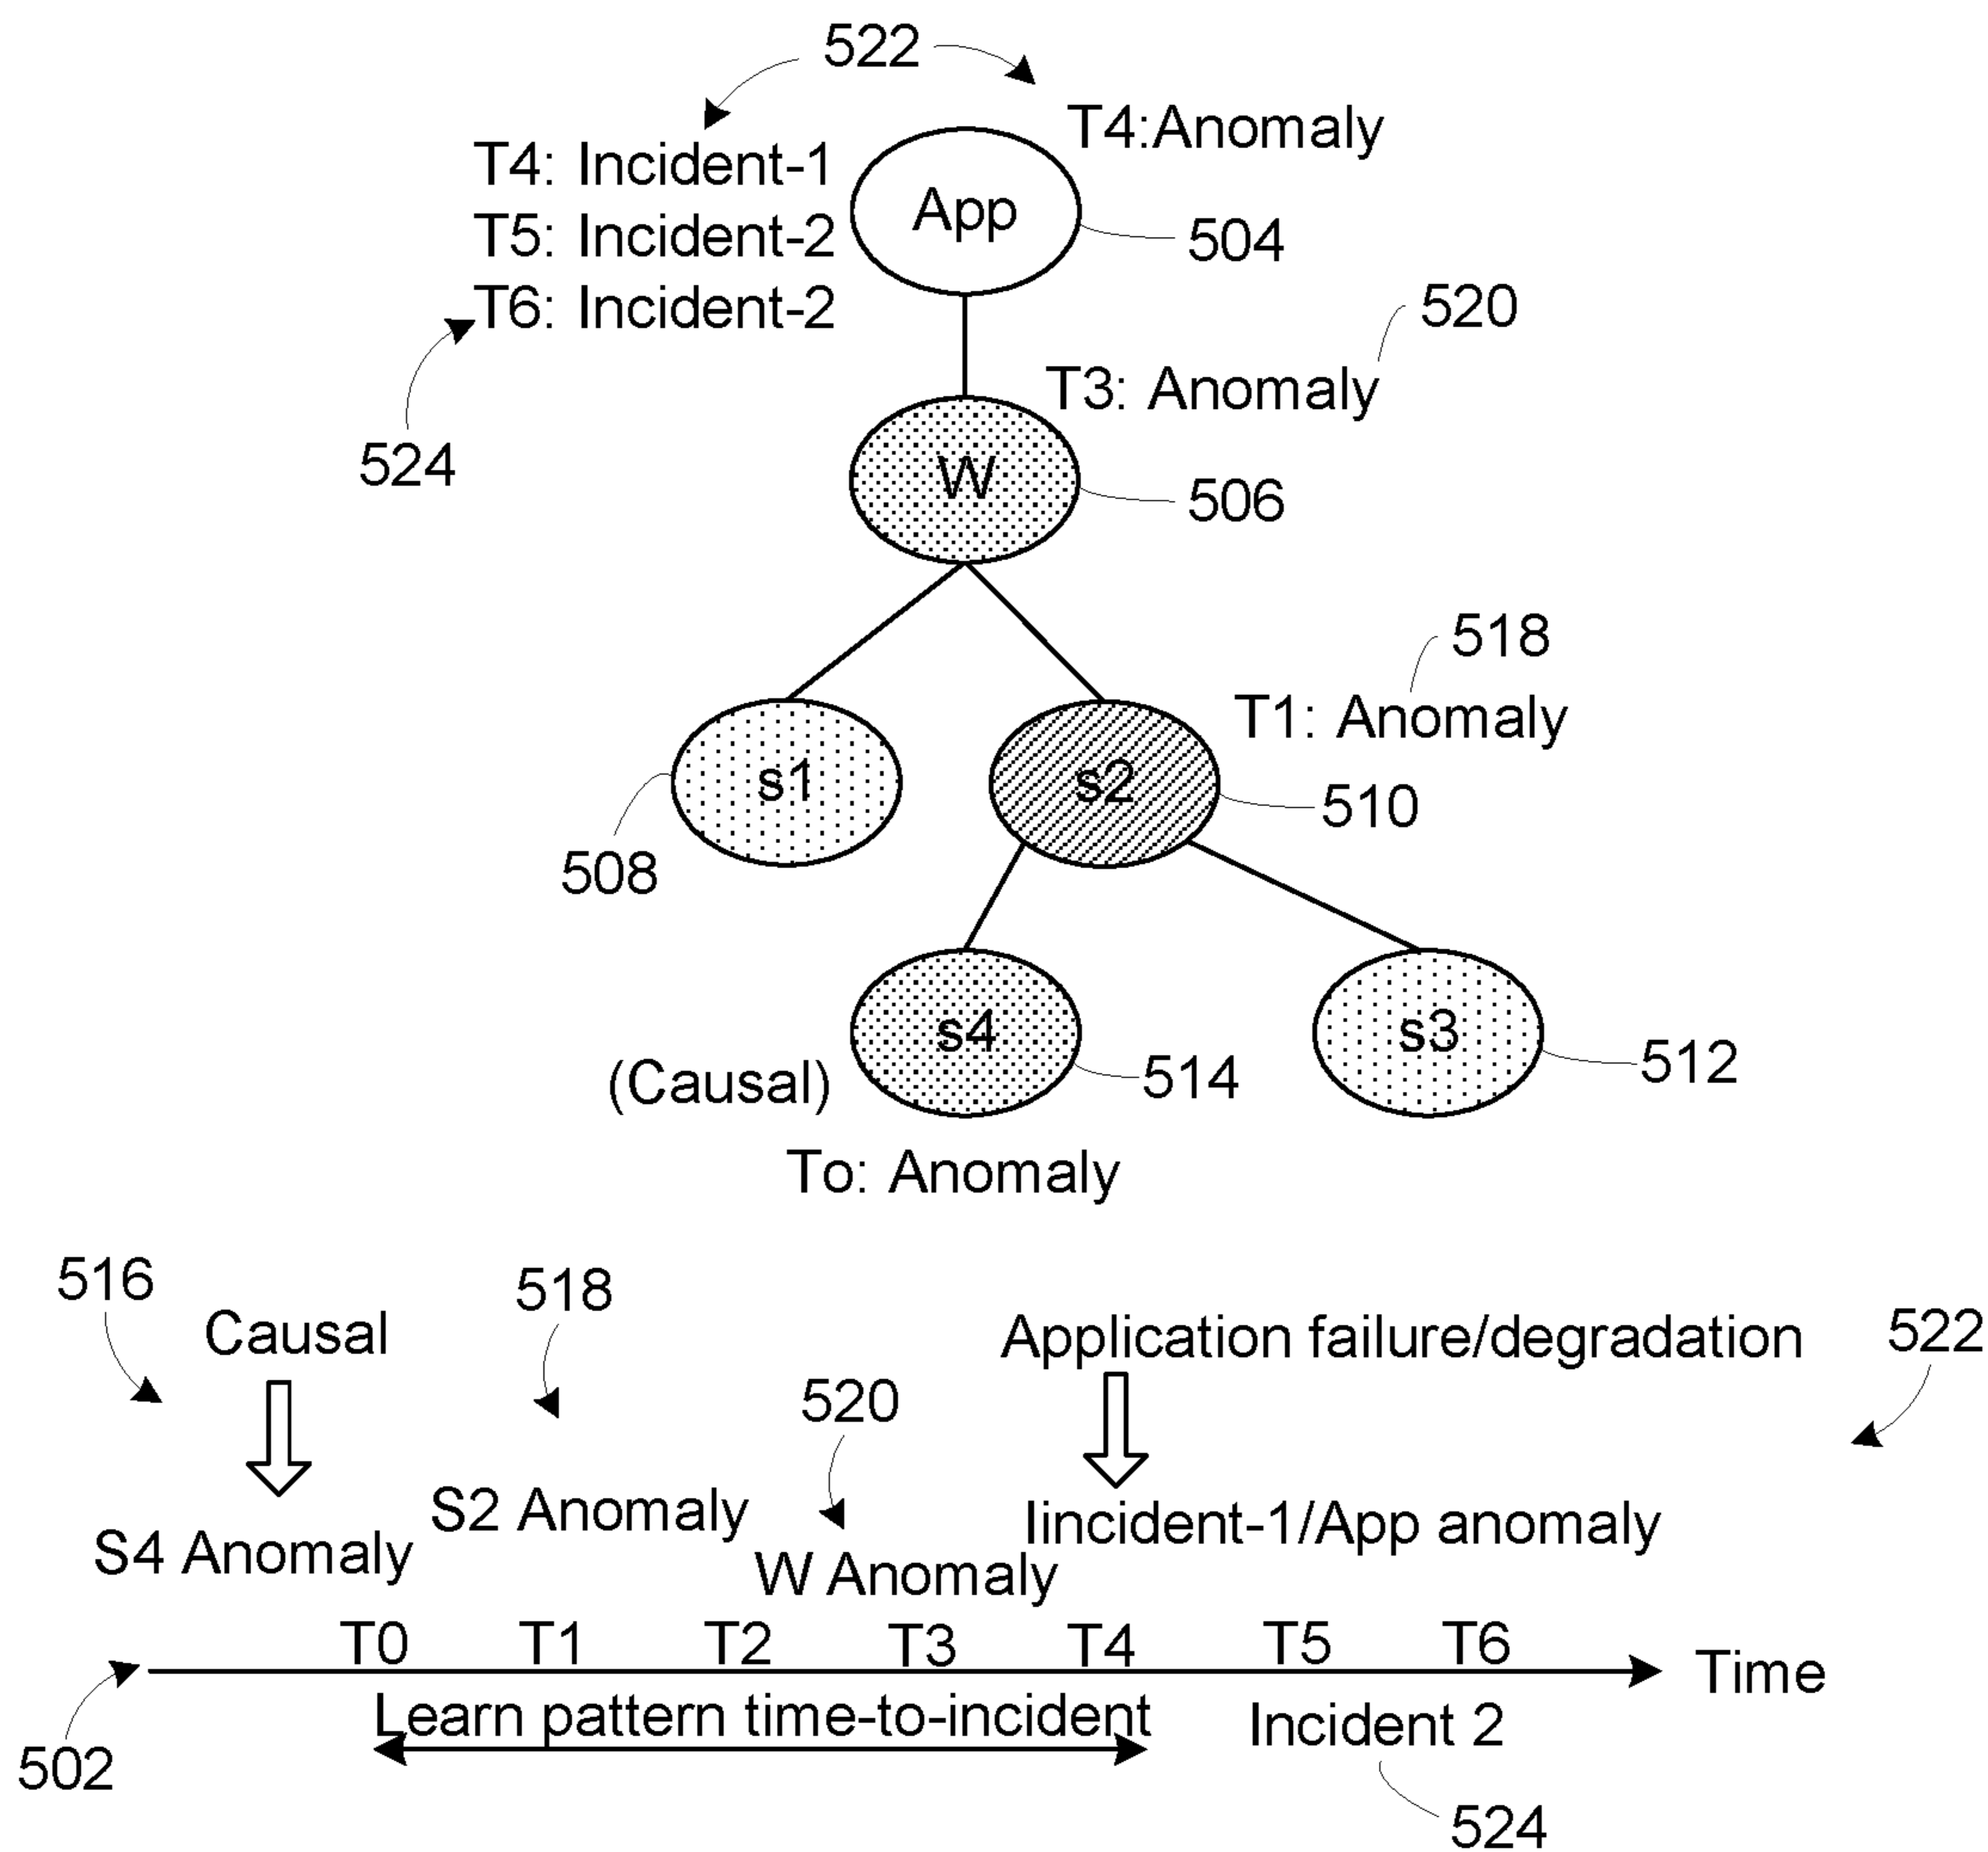 522
T4:Anomaly
T4: Incident-1
App
T5: Incident-2
504
T6: Incident-2
520
T3: Anomaly
524
W
506
518
T1: Anomaly
s1
s2
510
508
s4
s3
(Causal)
514
512
To: Anomaly
516
518
Causal
Application failure/degradation
522
520
S2 Anomaly
Iincident-1/App anomaly
S4 Anomaly
W Anomaly
T0 T1 T2 T3 T4 T5 T6
Time
Learn pattern time-to-incident
Incident 2
502
524